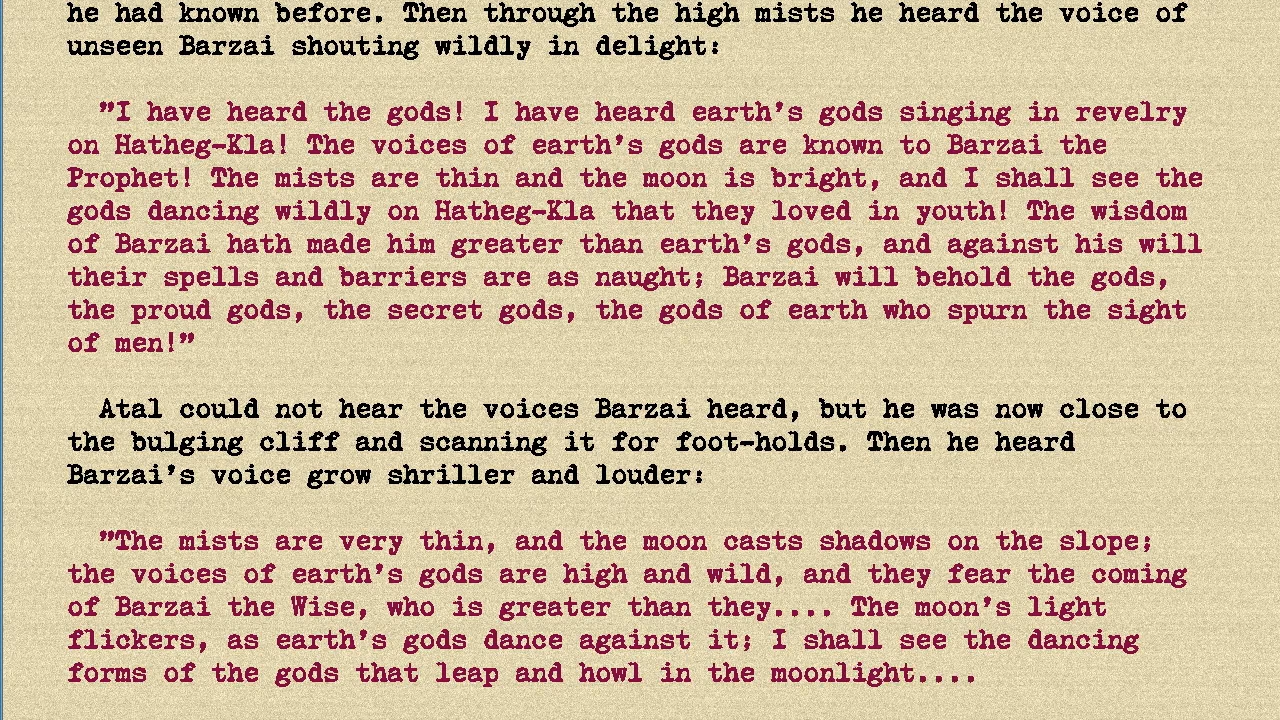 he had known before. Then through the high mists he heard the voice of
unseen Barzai shouting wildly in delight:
”I have heard the gods! I have heard earth’s gods singing in revelry
on Hatheg-Kla! The voices of earth’s gods are known to Barzai the
Prophet! The mists are thin and the moon is bright, and I shall see the
gods dancing wildly on Hatheg-Kla that they loved in youth! The wisdom
of Barzai hath made him greater than earth’s gods, and against his will
their spells and barriers are as naught; Barzai will behold the gods,
the proud gods, the secret gods, the gods of earth who spurn the sight
of men!”
Atal could not hear the voices Barzai heard, but he was now close to
the bulging cliff and scanning it for foot-holds. Then he heard
Barzai’s voice grow shriller and louder:
”The mists are very thin, and the moon casts shadows on the slope;
the voices of earth’s gods are high and wild, and they fear the coming
of Barzai the Wise, who is greater than they.... The moon’s light
flickers, as earth’s gods dance against it; I shall see the dancing
forms of the gods that leap and howl in the moonlight....